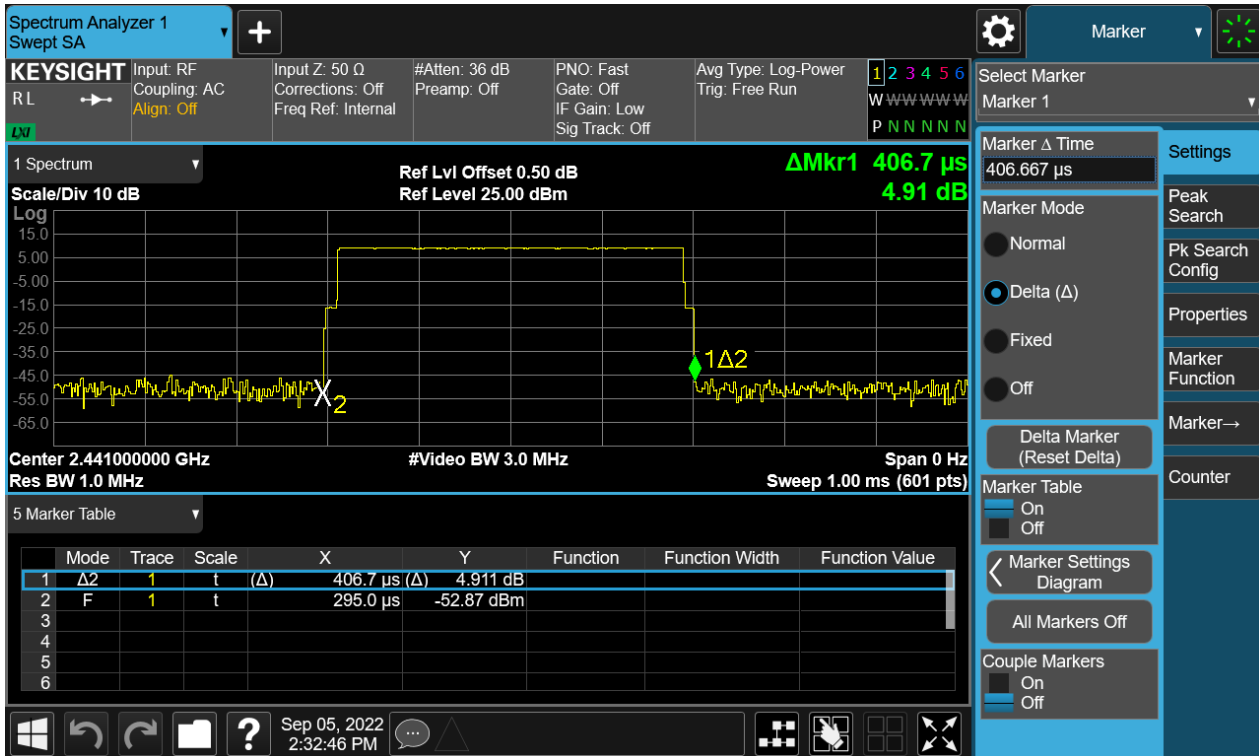 Spectrum Analyzer 1
Swept SA
+
Marker
KEYSIGHT
R L
LXI
Input: RF
Coupling: AC
Align: Off
Input Z: 50 Ω
Corrections: Off
Freq Ref: Internal
#Atten: 36 dB
Preamp: Off
PNO: Fast
Gate: Off
IF Gain: Low
Sig Track: Off
Avg Type: Log-Power
Trig: Free Run
1 2 3 4 5 6
W W W W W W
P N N N N N
Select Marker
Marker 1
1 Spectrum
Scale/Div 10 dB
Ref Lvl Offset 0.50 dB
Ref Level 25.00 dBm
ΔMkr1 406.7 µs
4.91 dB
Log
15.0
5.00
-5.00
-15.0
-25.0
-35.0
-45.0
-55.0
-65.0
1Δ2
2
Center 2.441000000 GHz
#Video BW 3.0 MHz
Span 0 Hz
Res BW 1.0 MHz
Sweep 1.00 ms (601 pts)
5 Marker Table
Mode Trace Scale X Y Function Function Width Function Value
1 Δ2 1 t (Δ) 406.7 µs (Δ) 4.911 dB
2 F 1 t 295.0 µs -52.87 dBm
3
4
5
6
Marker Δ Time
406.667 µs
Marker Mode
Normal
Delta (Δ)
Fixed
Off
Delta Marker
(Reset Delta)
Marker Table
On
Off
Marker Settings
Diagram
All Markers Off
Couple Markers
On
Off
Settings
Peak
Search
Pk Search
Config
Properties
Marker
Function
Marker→
Counter
?
Sep 05, 2022
2:32:46 PM